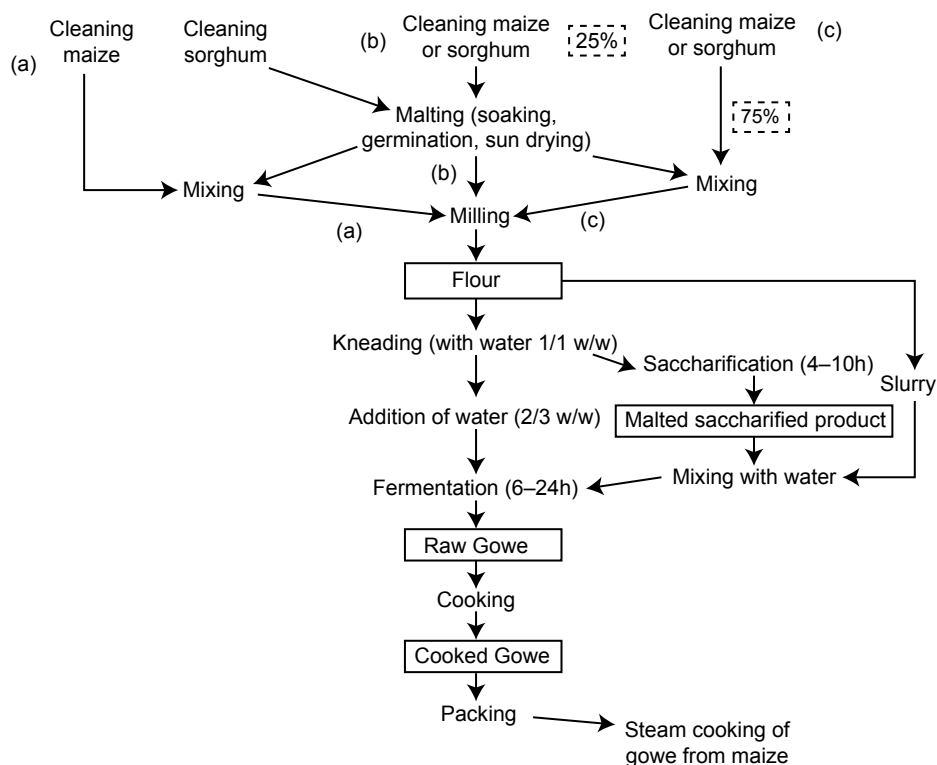 Cleaning
maize
Cleaning
sorghum
Cleaning maize
or sorghum
Cleaning maize
or sorghum
(a)
(b)
25%
(c)
Malting (soaking,
germination, sun drying)
75%
Mixing
(b)
Mixing
(a)
Milling
(c)
Flour
Kneading (with water 1/1 w/w)
Saccharification (4–10h)
Slurry
Addition of water (2/3 w/w)
Malted saccharified product
Fermentation (6–24h)
Mixing with water
Raw Gowe
Cooking
Cooked Gowe
Packing
Steam cooking of
gowe from maize